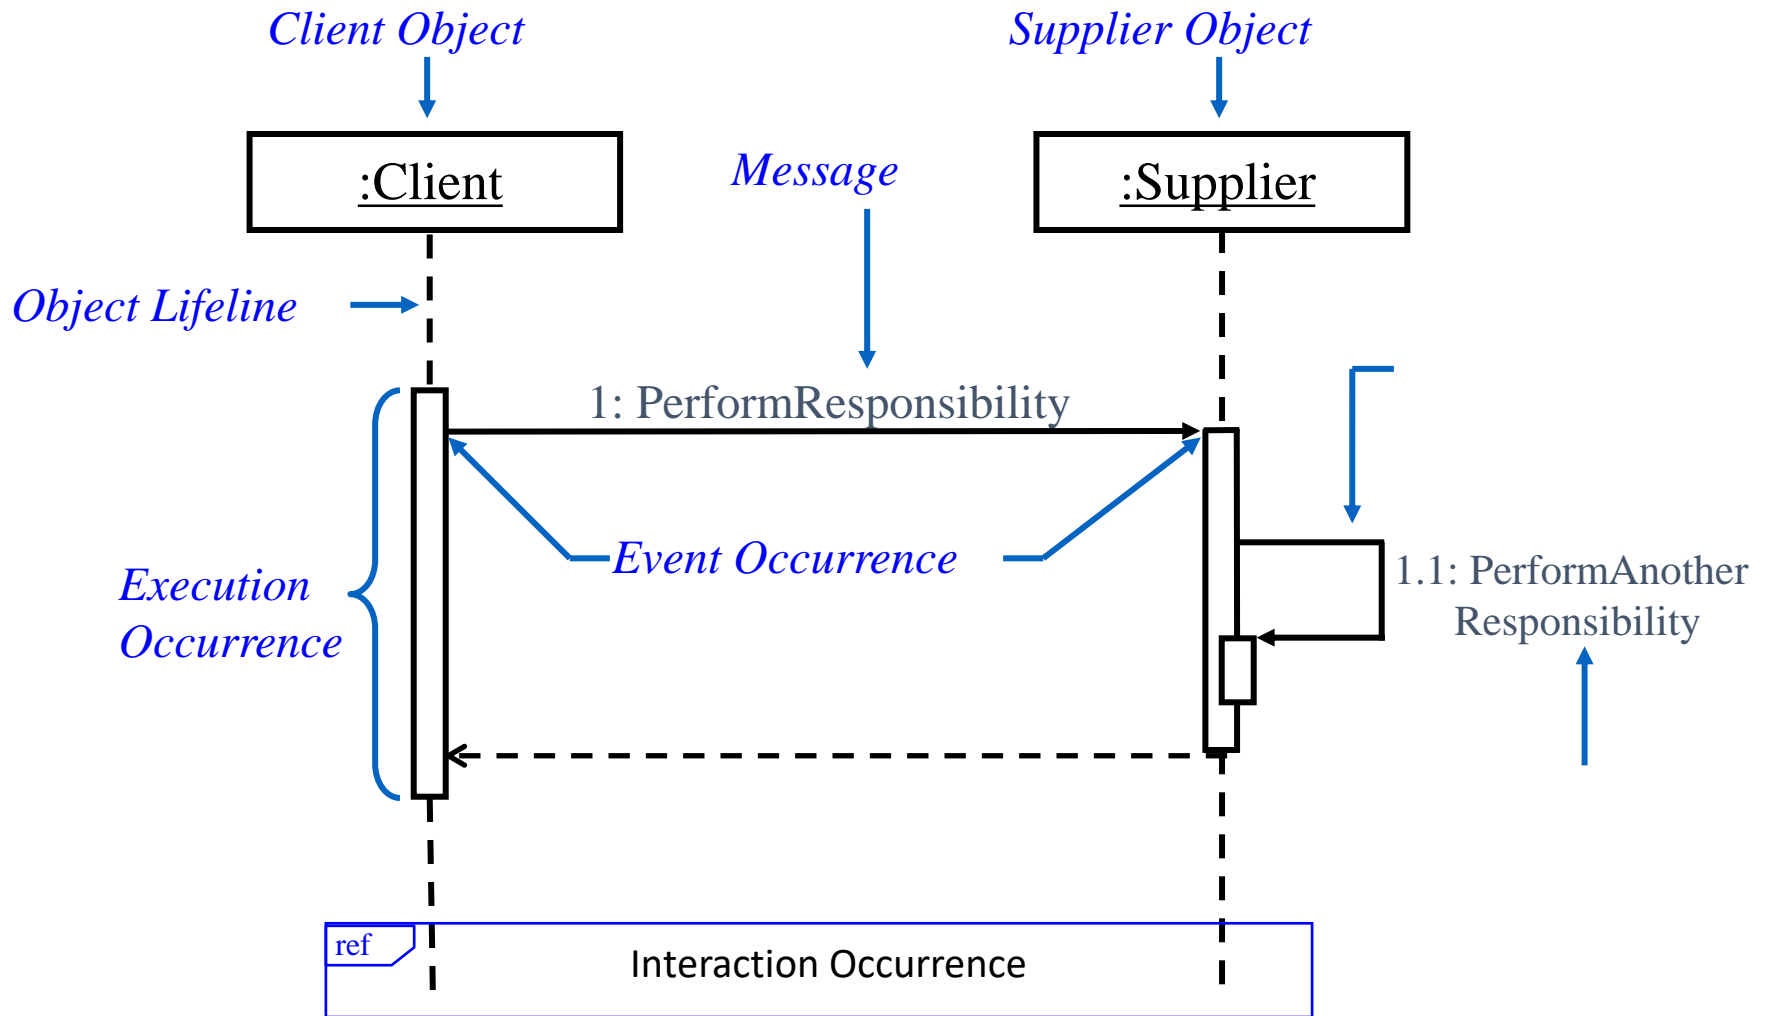 Client Object
Supplier Object
:Client
Message
:Supplier
Object Lifeline
1: PerformResponsibility
Event Occurrence
1.1: PerformAnother
Responsibility
Execution
Occurrence
ref
Interaction Occurrence